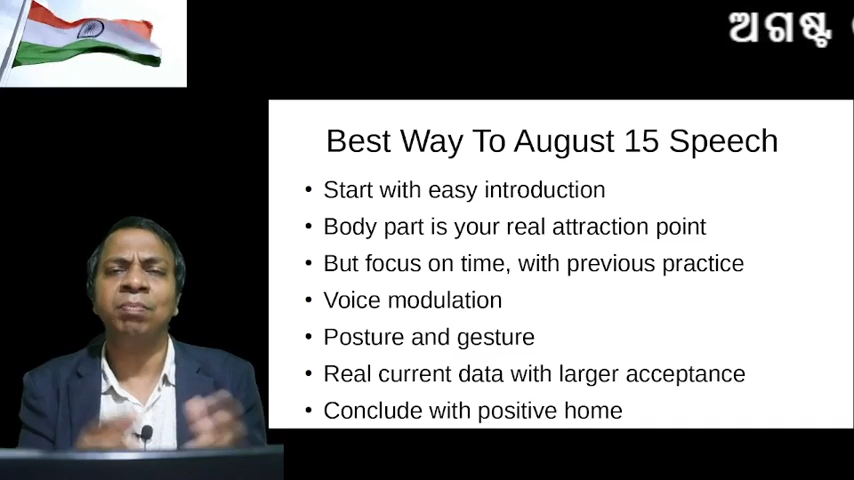 ଅଗଷ୍ଟ
Best Way To August 15 Speech
• Start with easy introduction
• Body part is your real attraction point
• But focus on time, with previous practice
• Voice modulation
• Posture and gesture
• Real current data with larger acceptance
• Conclude with positive home